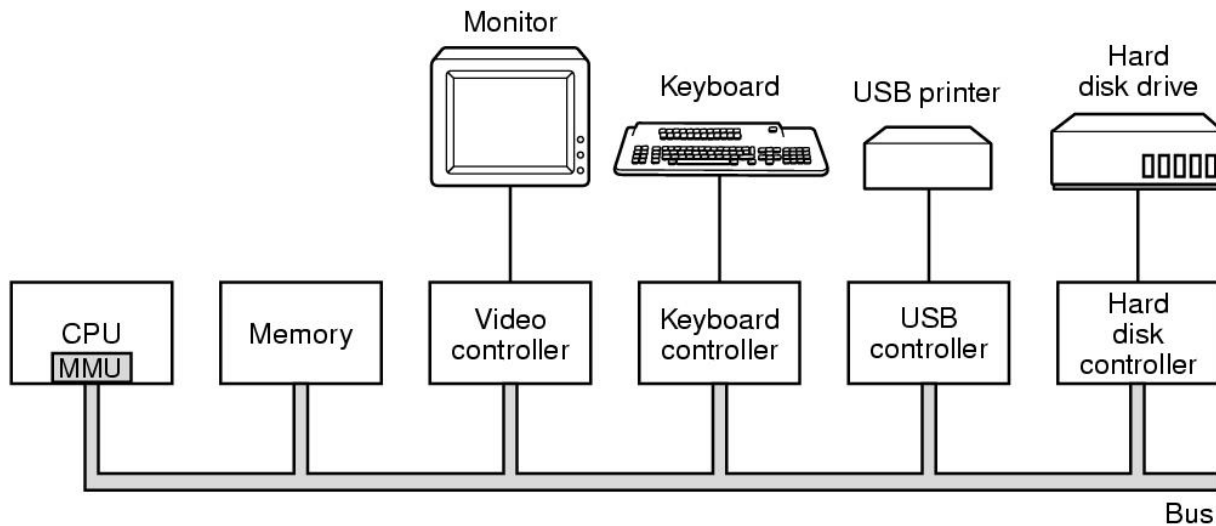 Monitor
Keyboard
USB printer
Hard
disk drive
CPU
MMU
Memory
Video
controller
Keyboard
controller
USB
controller
Hard
disk
controller
Bus